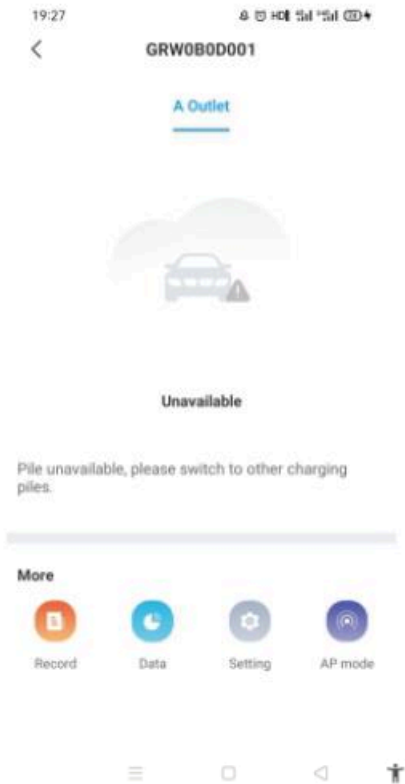 19:27
GRW0B0D001
A Outlet
Unavailable
Pile unavailable, please switch to other charging
piles.
More
Record Data Setting AP mode